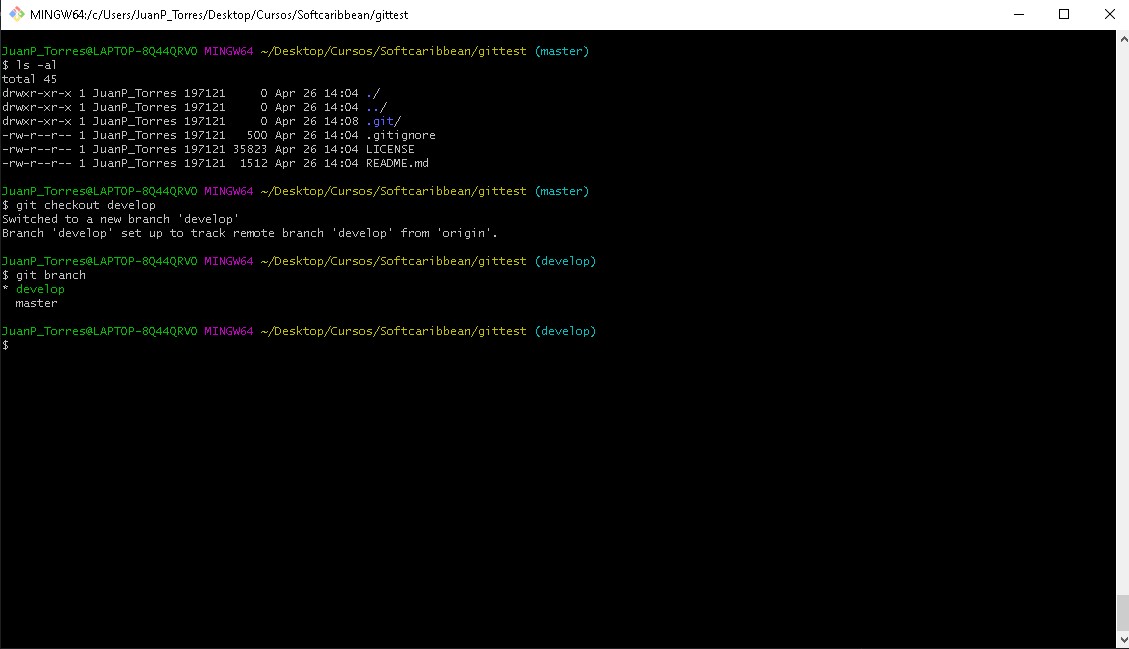 MINGW64:/c/Users/JuanP_Torres/Desktop/Cursos/Softcaribbean/gittest
JuanP_Torres@LAPTOP-8Q44QRVO MINGW64 ~/Desktop/Cursos/Softcaribbean/gittest (master)
$ ls -al
total 45
drwxr-xr-x 1 JuanP_Torres 197121     0 Apr 26 14:04 ./
drwxr-xr-x 1 JuanP_Torres 197121     0 Apr 26 14:04 ../
drwxr-xr-x 1 JuanP_Torres 197121     0 Apr 26 14:08 .git/
-rw-r--r-- 1 JuanP_Torres 197121   500 Apr 26 14:04 .gitignore
-rw-r--r-- 1 JuanP_Torres 197121 35823 Apr 26 14:04 LICENSE
-rw-r--r-- 1 JuanP_Torres 197121  1512 Apr 26 14:04 README.md
JuanP_Torres@LAPTOP-8Q44QRVO MINGW64 ~/Desktop/Cursos/Softcaribbean/gittest (master)
$ git checkout develop
Switched to a new branch 'develop'
Branch 'develop' set up to track remote branch 'develop' from 'origin'.
JuanP_Torres@LAPTOP-8Q44QRVO MINGW64 ~/Desktop/Cursos/Softcaribbean/gittest (develop)
$ git branch
* develop
  master
JuanP_Torres@LAPTOP-8Q44QRVO MINGW64 ~/Desktop/Cursos/Softcaribbean/gittest (develop)
$